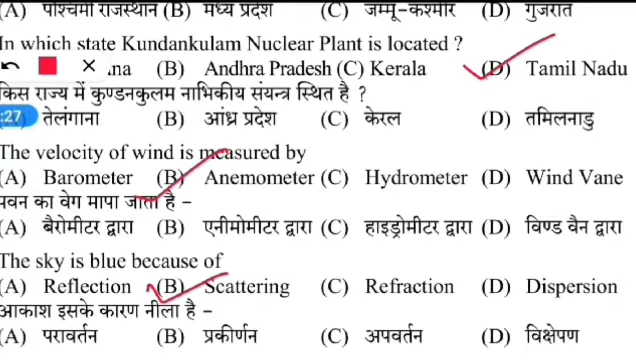 (A) पश्चिमी राजस्थान (B) मध्य प्रदेश (C) जम्मू-कश्मीर (D) गुजरात
In which state Kundankulam Nuclear Plant is located ?
(B) Andhra Pradesh (C) Kerala (D) Tamil Nadu
किस राज्य में कुण्डनकुलम नाभिकीय संयन्त्र स्थित है ?
:27 तेलंगाना (B) आंध्र प्रदेश (C) केरल (D) तमिलनाडु
The velocity of wind is measured by
(A) Barometer (B) Anemometer (C) Hydrometer (D) Wind Vane
पवन का वेग मापा जाता है –
(A) बैरोमीटर द्वारा (B) एनीमोमीटर द्वारा (C) हाइड्रोमीटर द्वारा (D) विण्ड वैन द्वारा
The sky is blue because of
(A) Reflection (B) Scattering (C) Refraction (D) Dispersion
आकाश इसके कारण नीला है –
(A) परावर्तन (B) प्रकीर्णन (C) अपवर्तन (D) विक्षेपण